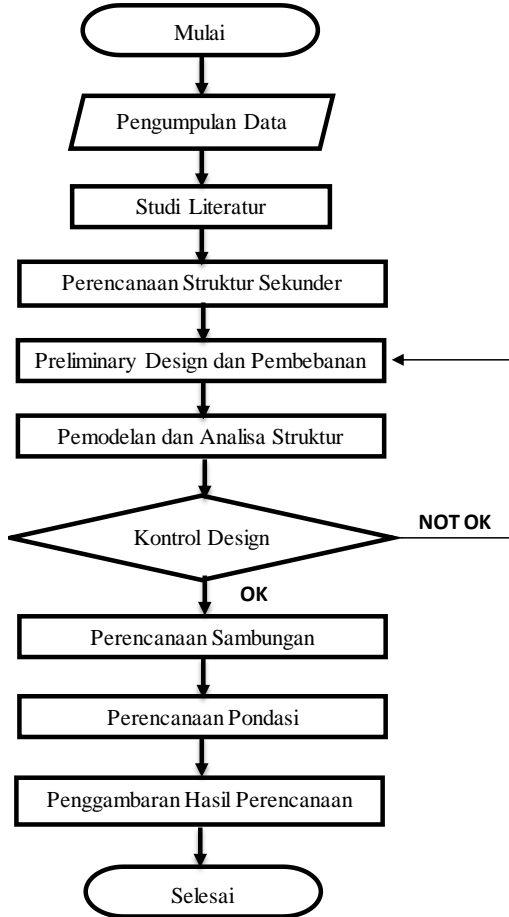 Mulai
Pengumpulan Data
Studi Literatur
Perencanaan Struktur Sekunder
Preliminary Design dan Pembebanan
Pemodelan dan Analisa Struktur
Kontrol Design
NOT OK
OK
Perencanaan Sambungan
Perencanaan Pondasi
Penggambaran Hasil Perencanaan
Selesai